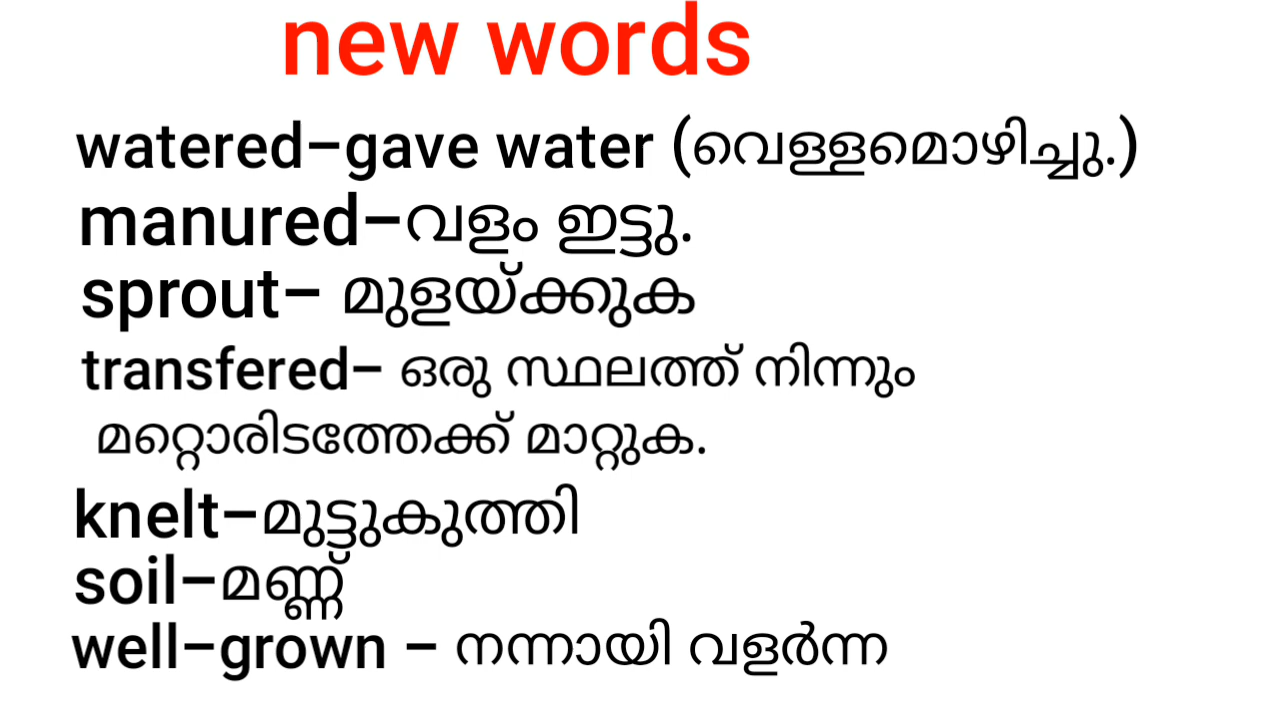 new words
watered–gave water (വെള്ളമൊഴിച്ചു.)
manured–വളം ഇട്ടു.
sprout– മുളയ്ക്കുക
transfered– ഒരു സ്ഥലത്ത് നിന്നും
മറ്റൊരിടത്തേക്ക് മാറ്റുക.
knelt–മുട്ടുകുത്തി
soil–മണ്ണ്
well–grown – നന്നായി വളർന്ന